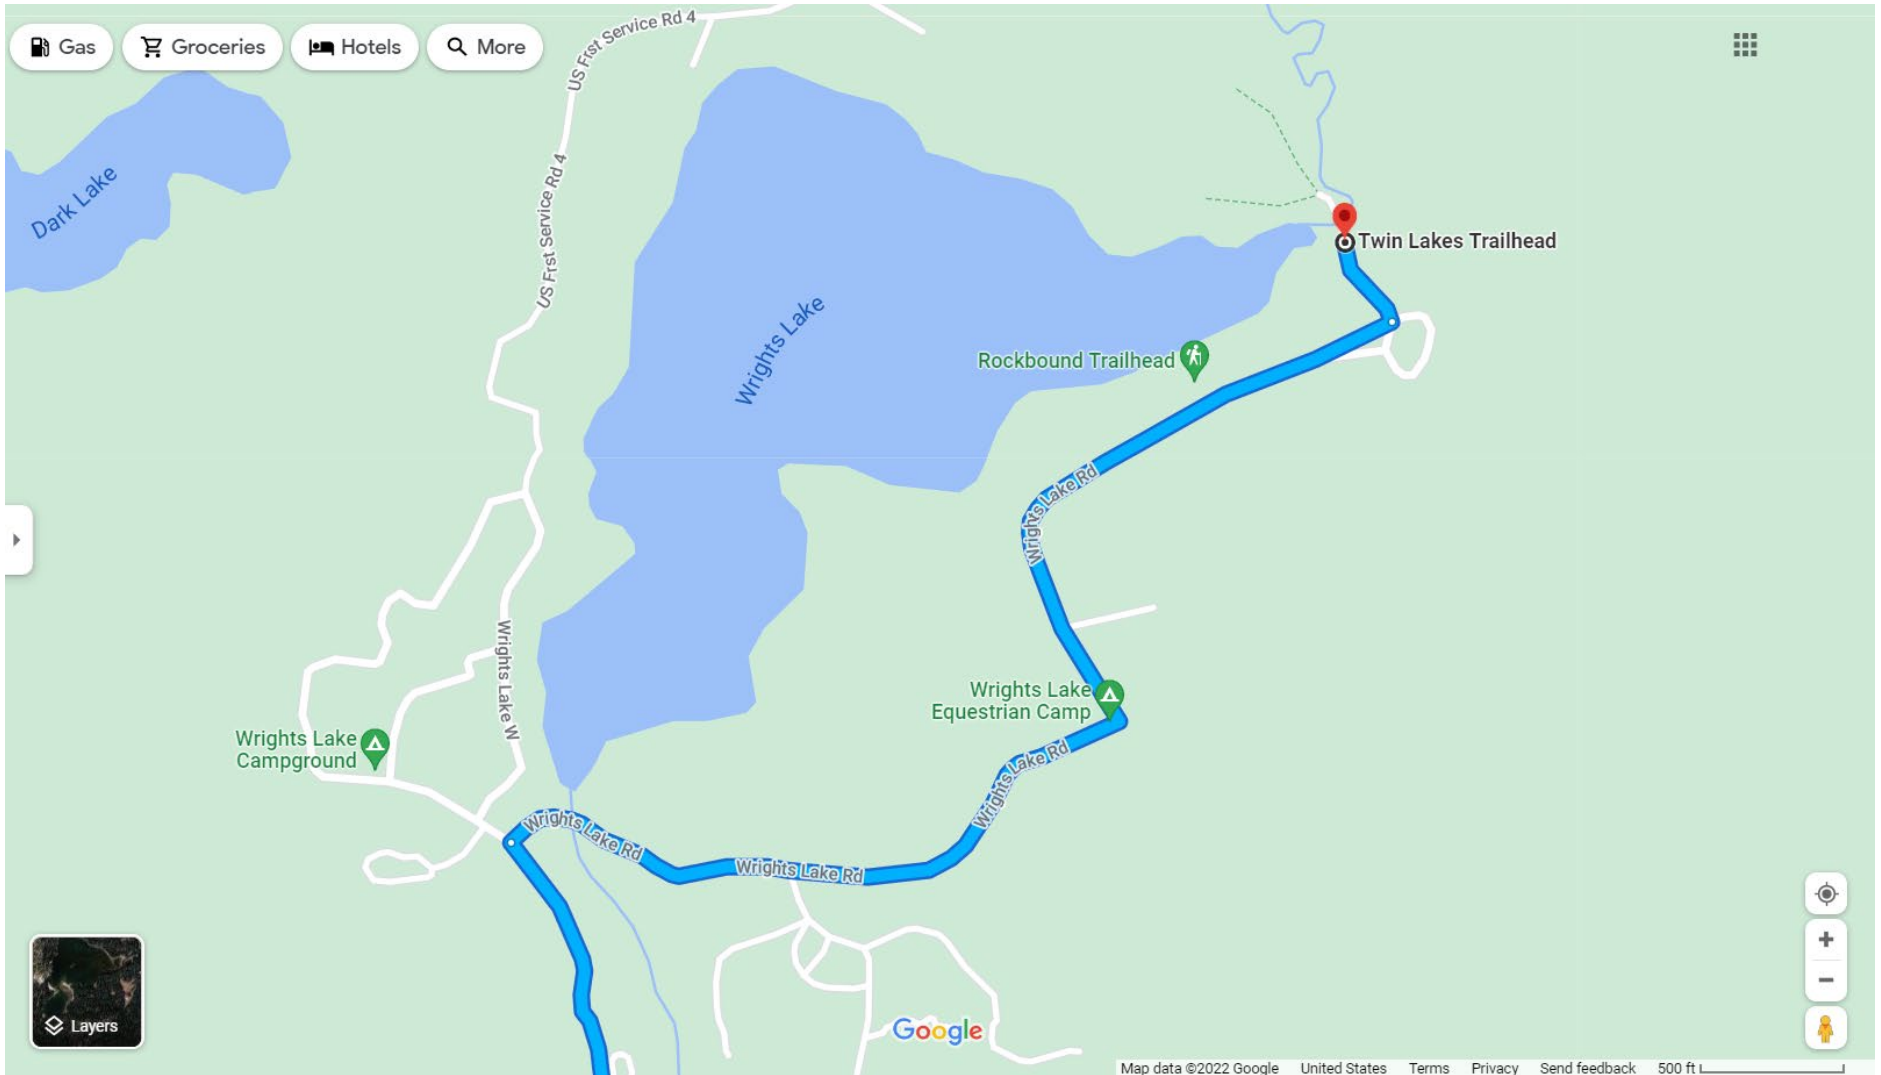 US Frst Service Rd 4
Gas
Groceries
Hotels
More
Dark Lake
US Frst Service Rd 4
Twin Lakes Trailhead
Wrights Lake
Rockbound Trailhead
Wrights Lake Rd
Wrights Lake W
Wrights Lake
Equestrian Camp
Wrights Lake
Campground
Wrights Lake Rd
Wrights Lake Rd
Wrights Lake Rd
Layers
Google
Map data ©2022 Google United States Terms Privacy Send feedback 500 ft